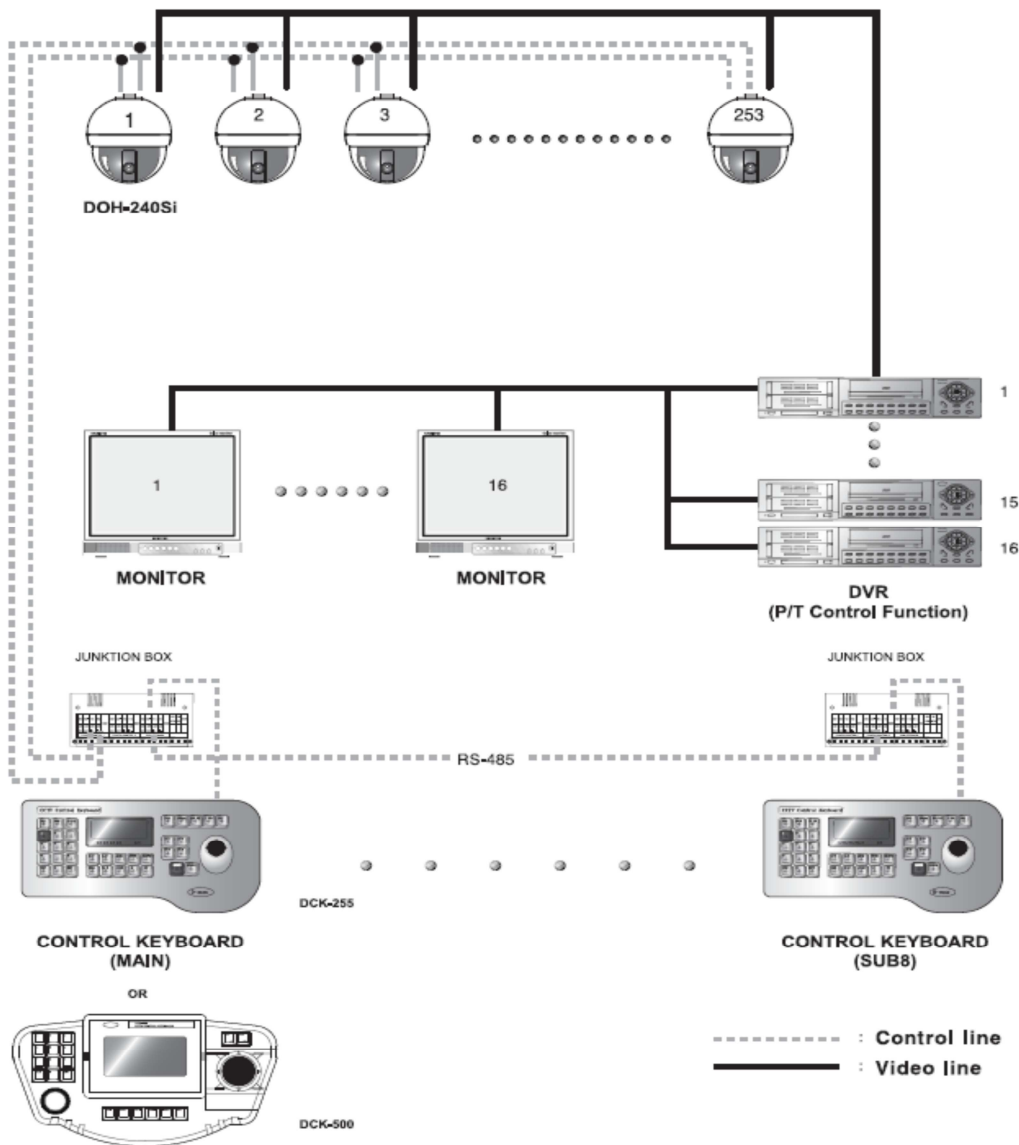 1
2
3
253
DOH-240Si
1
1
16
15
16
MONITOR
MONITOR
DVR
(P/T Control Function)
JUNKTION BOX
JUNKTION BOX
RS-485
DCK-255
CONTROL KEYBOARD
(MAIN)
CONTROL KEYBOARD
(SUB8)
OR
: Control line
: Video line
DCK-500